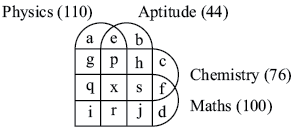 Physics (110) Aptitude (44)
a e b
g p h c
Chemistry (76)
q x s f
Maths (100)
i r j d